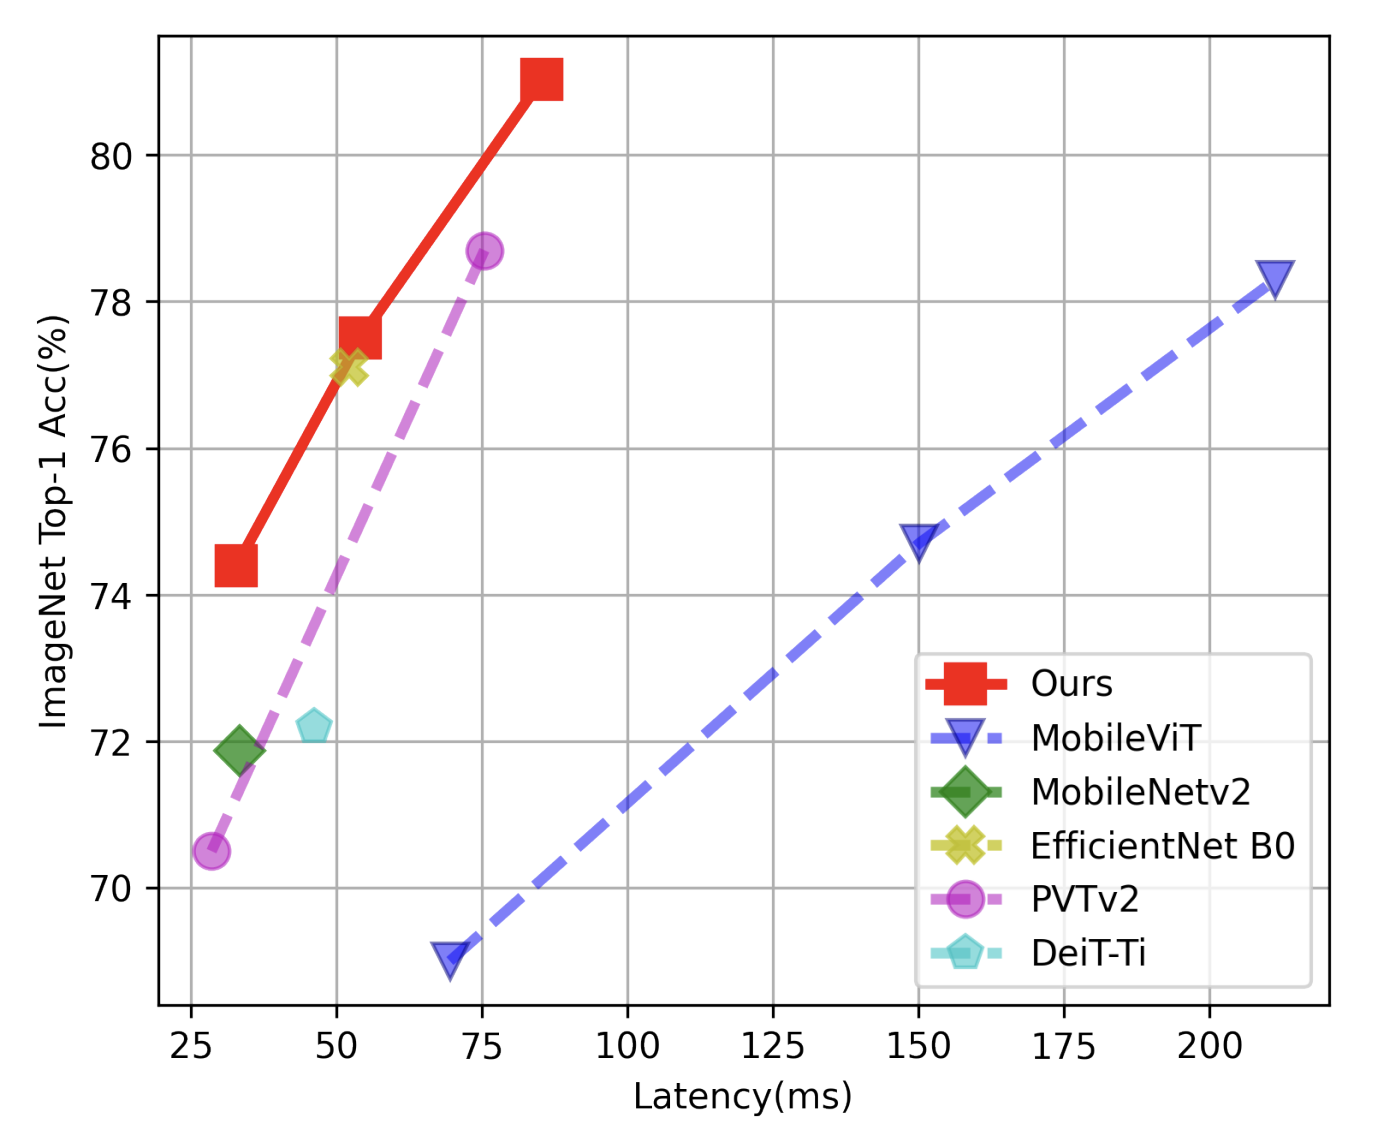 ImageNet Top-1 Acc(%)
80
78
76
74
72
70
Ours
MobileViT
MobileNetv2
EfficientNet B0
PVTv2
DeiT-Ti
25 50 75 100 125 150 175 200
Latency(ms)